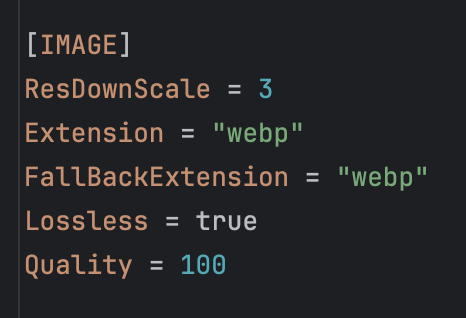 [IMAGE]
ResDownScale = 3
Extension = "webp"
FallBackExtension = "webp"
Lossless = true
Quality = 100